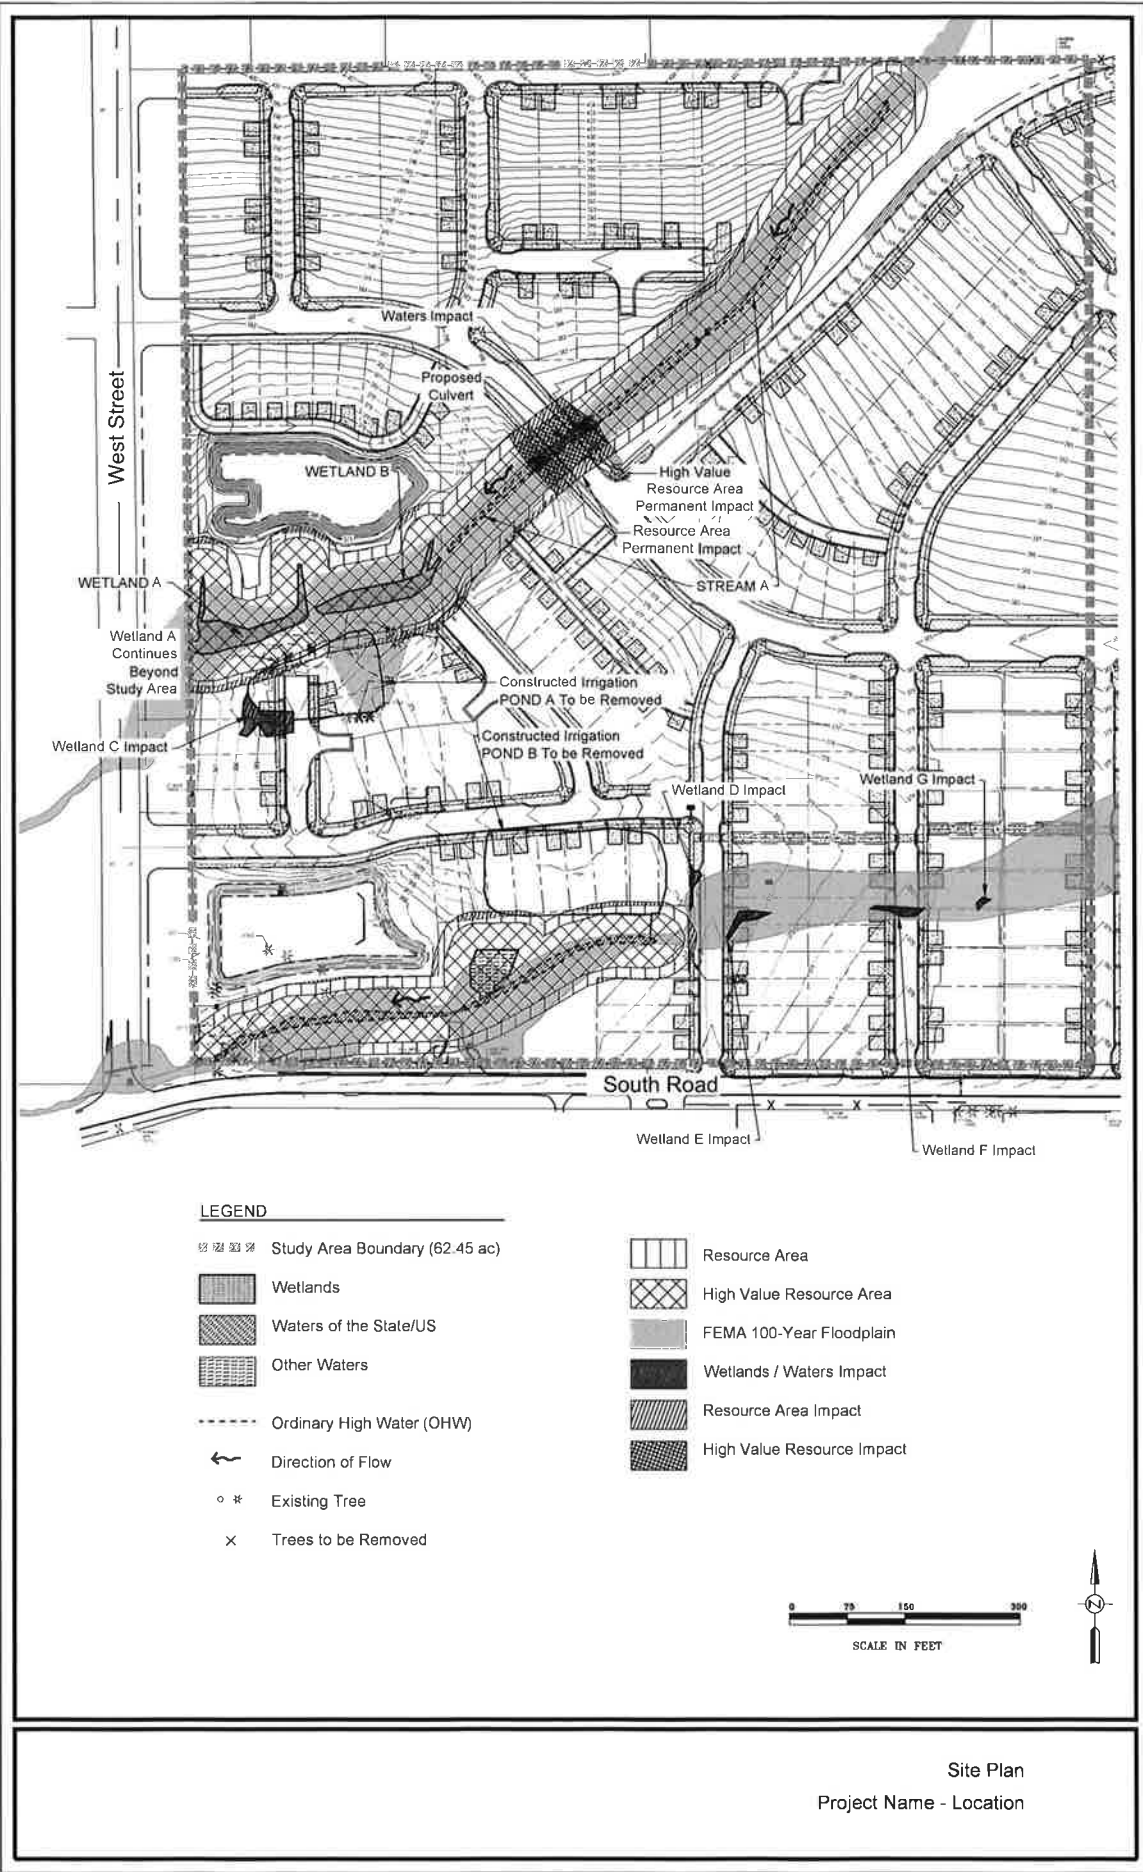 Waters Impact
Proposed
Culvert
West Street
WETLAND B
High Value
Resource Area
Permanent Impact
Resource Area
Permanent Impact
WETLAND A
STREAM A
Wetland A
Continues
Beyond
Study Area
Constructed Irrigation
POND A To be Removed
Constructed Irrigation
POND B To be Removed
Wetland C Impact
Wetland D Impact
Wetland G Impact
South Road
Wetland E Impact
Wetland F Impact
LEGEND
Study Area Boundary (62.45 ac)
Wetlands
Waters of the State/US
Other Waters
Ordinary High Water (OHW)
Direction of Flow
Existing Tree
Trees to be Removed
Resource Area
High Value Resource Area
FEMA 100-Year Floodplain
Wetlands / Waters Impact
Resource Area Impact
High Value Resource Impact
0 75 150 300
SCALE IN FEET
N
Site Plan
Project Name - Location